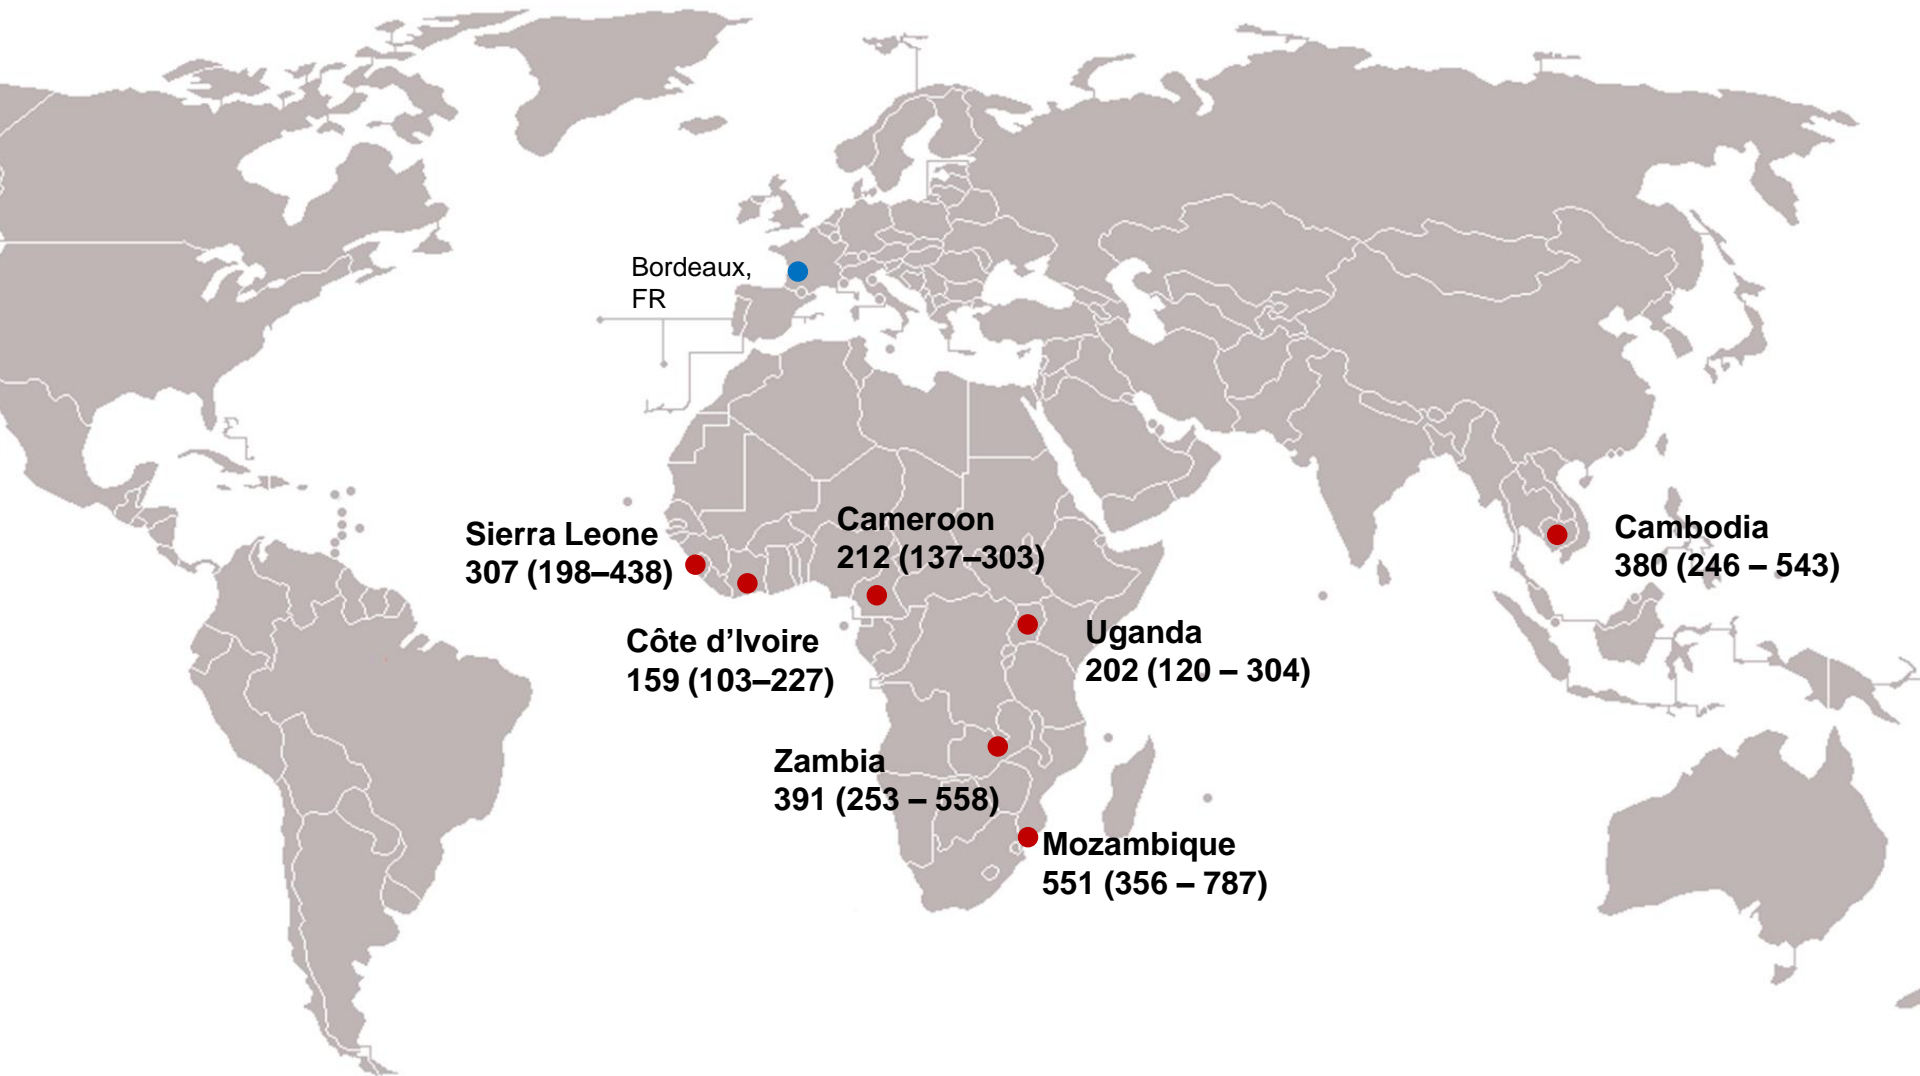 Bordeaux,
FR
Sierra Leone
307 (198–438)
Cameroon
212 (137–303)
Cambodia
380 (246 – 543)
Côte d’Ivoire
159 (103–227)
Uganda
202 (120 – 304)
Zambia
391 (253 – 558)
Mozambique
551 (356 – 787)